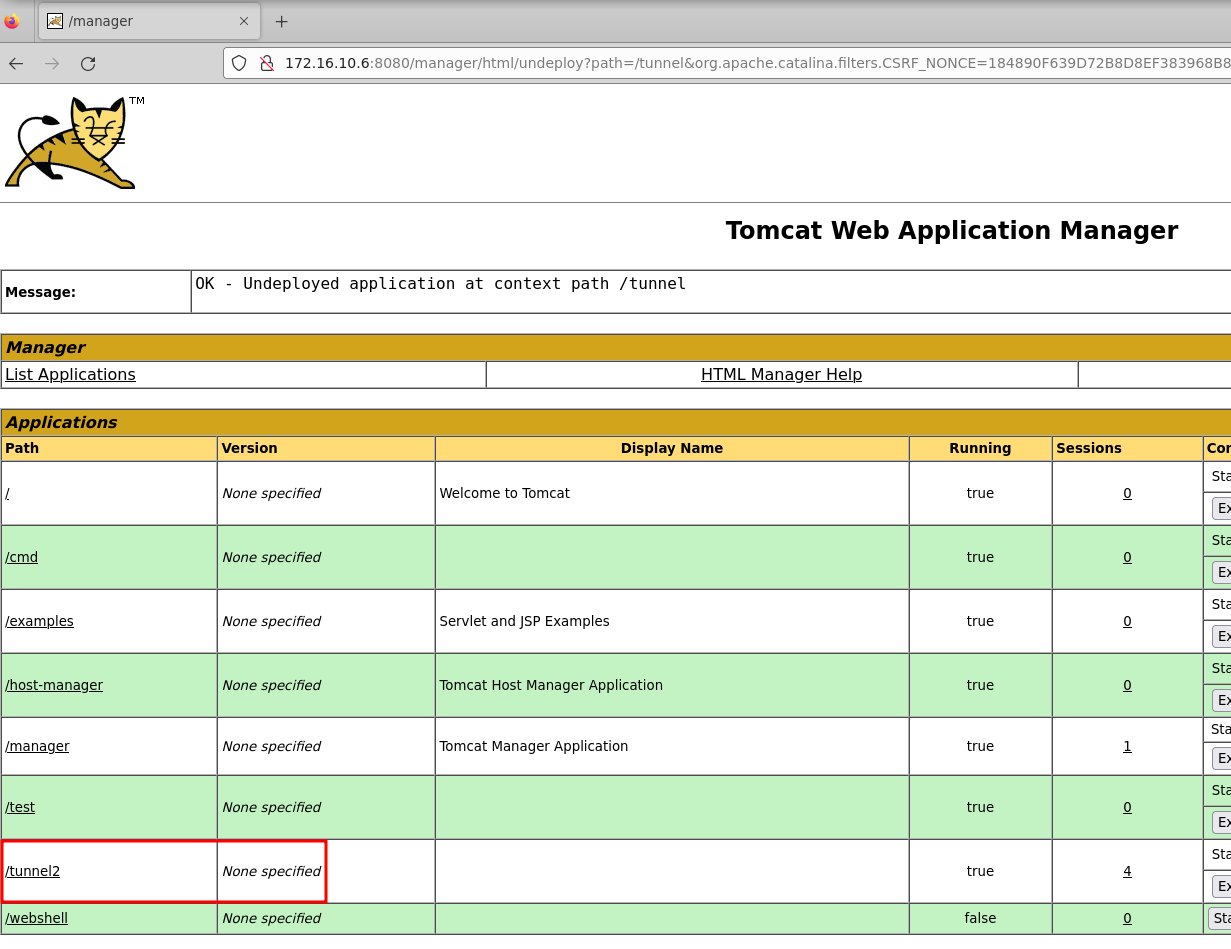 /manager
172.16.10.6:8080/manager/html/undeploy?path=/tunnel&org.apache.catalina.filters.CSRF_NONCE=184890F639D72B8D8EF383968B8
TM
Tomcat Web Application Manager
Message: OK - Undeployed application at context path /tunnel
Manager
List Applications HTML Manager Help
Applications
Path Version Display Name Running Sessions Co
/ None specified Welcome to Tomcat true 0 Sta
Ex
/cmd None specified true 0 Sta
Ex
/examples None specified Servlet and JSP Examples true 0 Sta
Ex
/host-manager None specified Tomcat Host Manager Application true 0 Sta
Ex
/manager None specified Tomcat Manager Application true 1 Sta
Ex
/test None specified true 0 Sta
Ex
/tunnel2 None specified true 4 Sta
Ex
/webshell None specified false 0 Sta